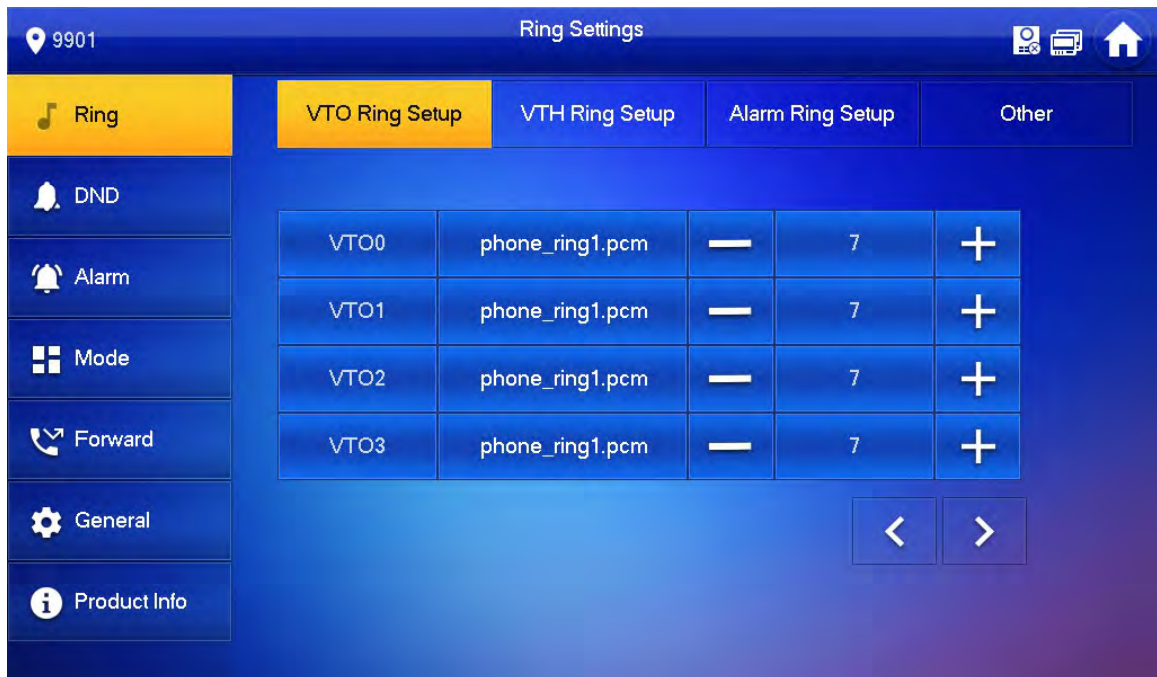 9901
Ring Settings
Ring
DND
Alarm
Mode
Forward
General
Product Info
VTO Ring Setup
VTH Ring Setup
Alarm Ring Setup
Other
VTO0 phone_ring1.pcm — 7 +
VTO1 phone_ring1.pcm — 7 +
VTO2 phone_ring1.pcm — 7 +
VTO3 phone_ring1.pcm — 7 +
< >